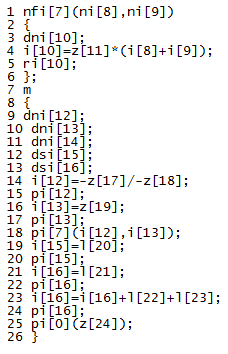 1 nfi[7](ni[8],ni[9])
2 {
3 dni[10];
4 i[10]=z[11]*(i[8]+i[9]);
5 ri[10];
6 };
7 m
8 {
9 dni[12];
10 dni[13];
11 dni[14];
12 dsi[15];
13 dsi[16];
14 i[12]=-z[17]/-z[18];
15 pi[12];
16 i[13]=z[19];
17 pi[13];
18 pi[7](i[12],i[13]);
19 i[15]=l[20];
20 pi[15];
21 i[16]=l[21];
22 pi[16];
23 i[16]=i[16]+l[22]+l[23];
24 pi[16];
25 pi[0](z[24]);
26 }